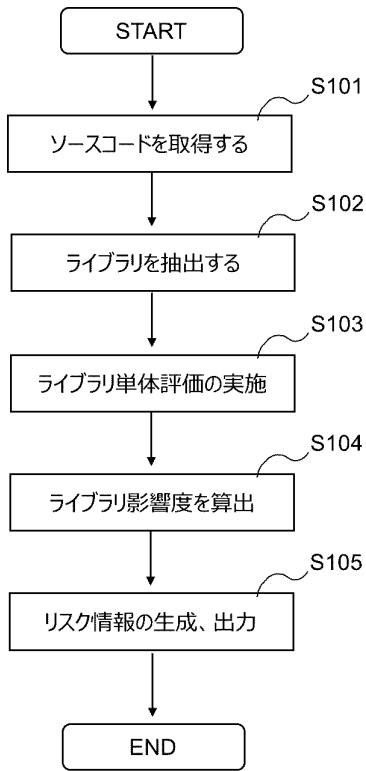 START
S101
ソースコードを取得する
S102
ライブラリを抽出する
S103
ライブラリ単体評価の実施
S104
ライブラリ影響度を算出
S105
リスク情報の生成、出力
END